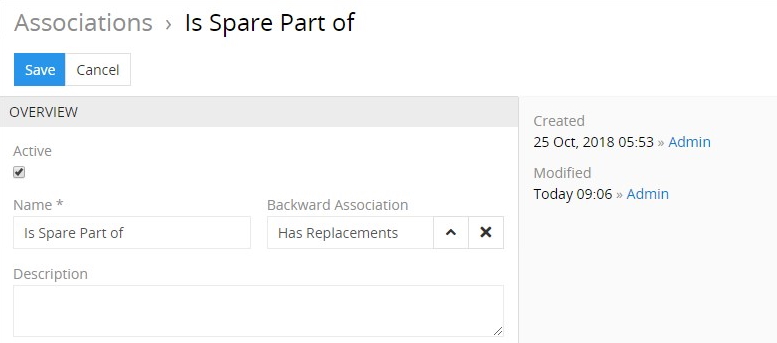 Associations › Is Spare Part of
Save Cancel
OVERVIEW
Active
Name * Backward Association
Is Spare Part of Has Replacements
Description
Created
25 Oct, 2018 05:53 » Admin
Modified
Today 09:06 » Admin